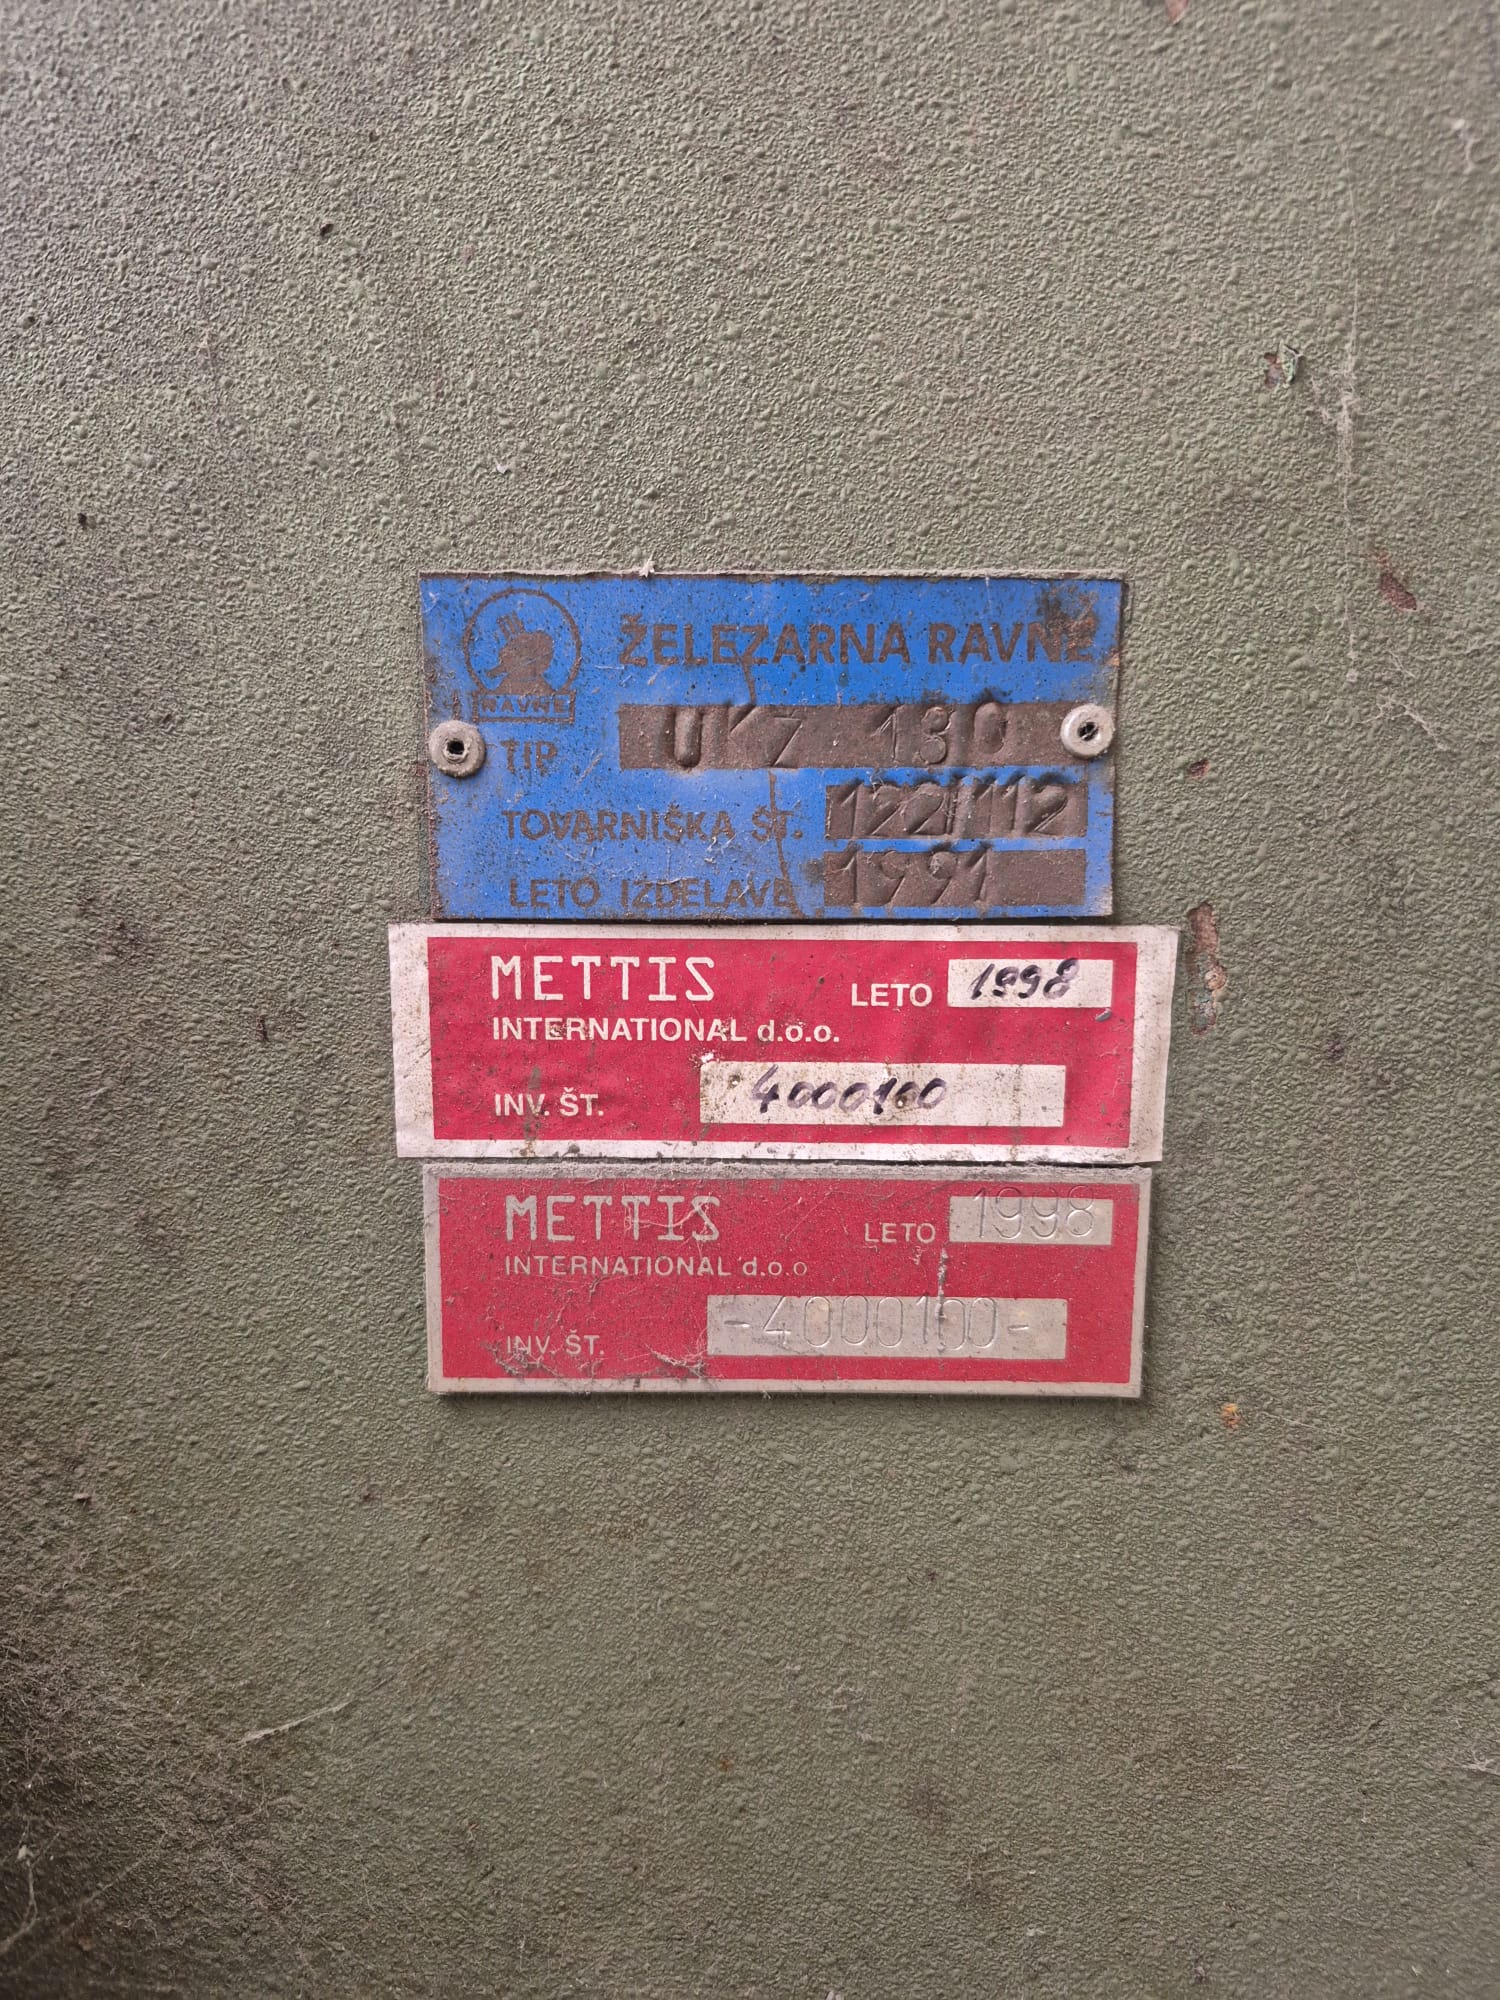 ŽELEZARNA RAVNE
RAVNE
TIP UKZ 130
TOVARNIŠKA ŠT. 122/112
LETO IZDELAVE 1991
METTIS LETO 1998
INTERNATIONAL d.o.o.
INV. ŠT. 4000100
METTIS LETO 1998
INTERNATIONAL d.o.o
INV. ŠT. -4000100-